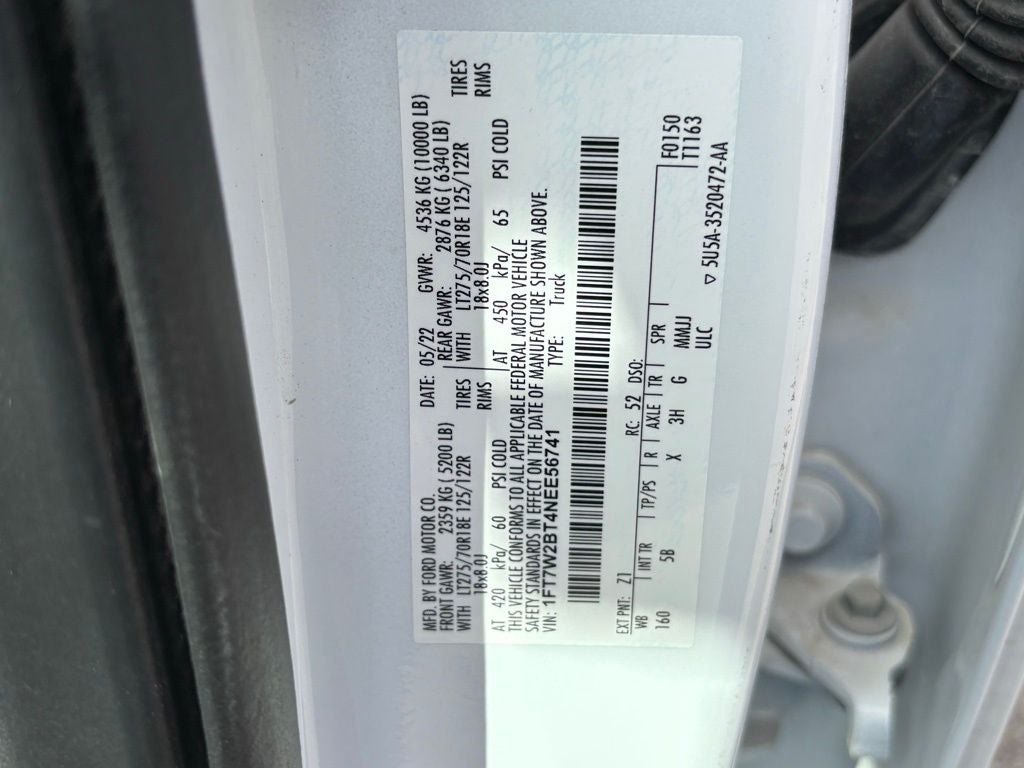 MFD. BY FORD MOTOR CO. DATE: 05/22 GWR: 4536 KG (10000 LB)
FRONT GAWR: 2359 KG ( 5200 LB) REAR GAWR: 2876 KG ( 6340 LB)
WITH LT275/70R18E 125/122R TIRES WITH LT275/70R18E 125/122R TIRES
18x8.0J RIMS 18x8.0J RIMS
AT 420 kPa/ 60 PSI COLD AT 450 kPa/ 65 PSI COLD
THIS VEHICLE CONFORMS TO ALL APPLICABLE FEDERAL MOTOR VEHICLE
SAFETY STANDARDS IN EFFECT ON THE DATE OF MANUFACTURE SHOWN ABOVE.
VIN: 1FT7W2BT4NEE56741 TYPE: Truck
EXT PNT: Z1 RC: 52 DSO:
WB INT TR TP/PS R AXLE TR SPR F0150
160 5B X 3H G MMJJ T1163
ULC ▽ 5U5A-3520472-AA